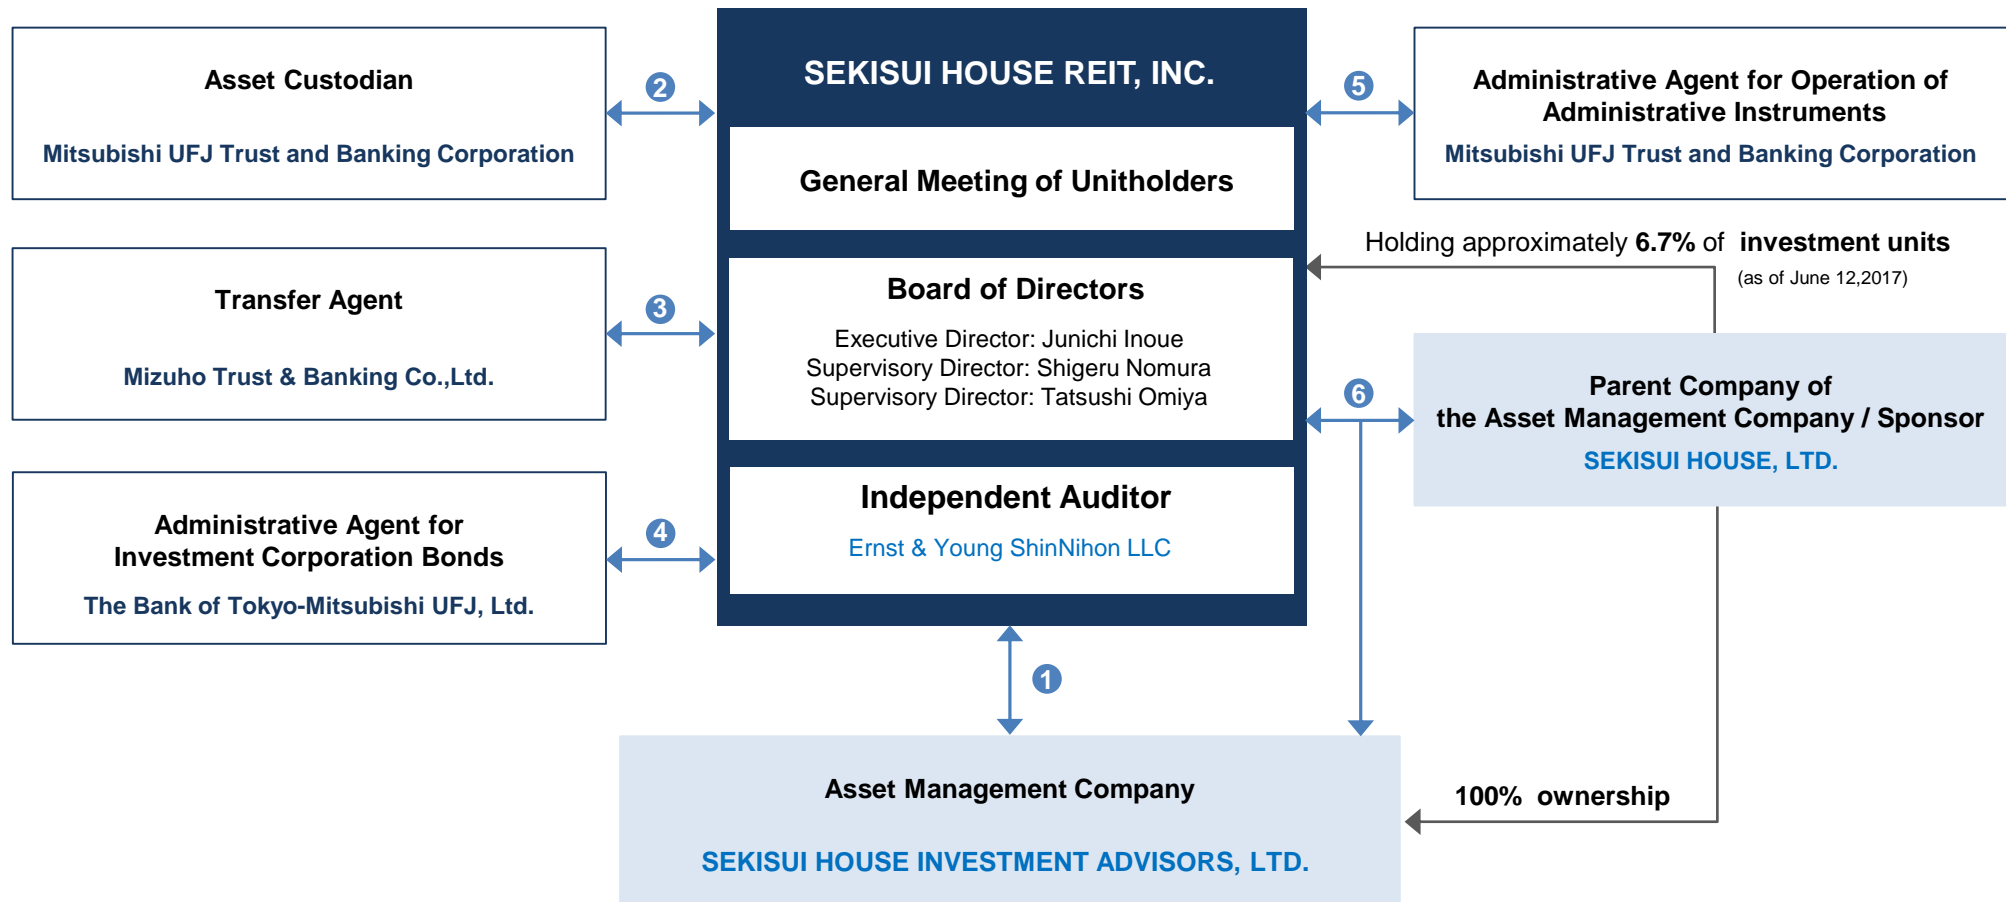 Asset Custodian
Mitsubishi UFJ Trust and Banking Corporation
2
Transfer Agent
Mizuho Trust & Banking Co.,Ltd.
3
Administrative Agent for
Investment Corporation Bonds
The Bank of Tokyo-Mitsubishi UFJ, Ltd.
4
SEKISUI HOUSE REIT, INC.
General Meeting of Unitholders
Board of Directors
Executive Director: Junichi Inoue
Supervisory Director: Shigeru Nomura
Supervisory Director: Tatsushi Omiya
Independent Auditor
Ernst & Young ShinNihon LLC
5
Administrative Agent for Operation of
Administrative Instruments
Mitsubishi UFJ Trust and Banking Corporation
Holding approximately 6.7% of investment units
(as of June 12,2017)
6
Parent Company of
the Asset Management Company / Sponsor
SEKISUI HOUSE, LTD.
1
100% ownership
Asset Management Company
SEKISUI HOUSE INVESTMENT ADVISORS, LTD.